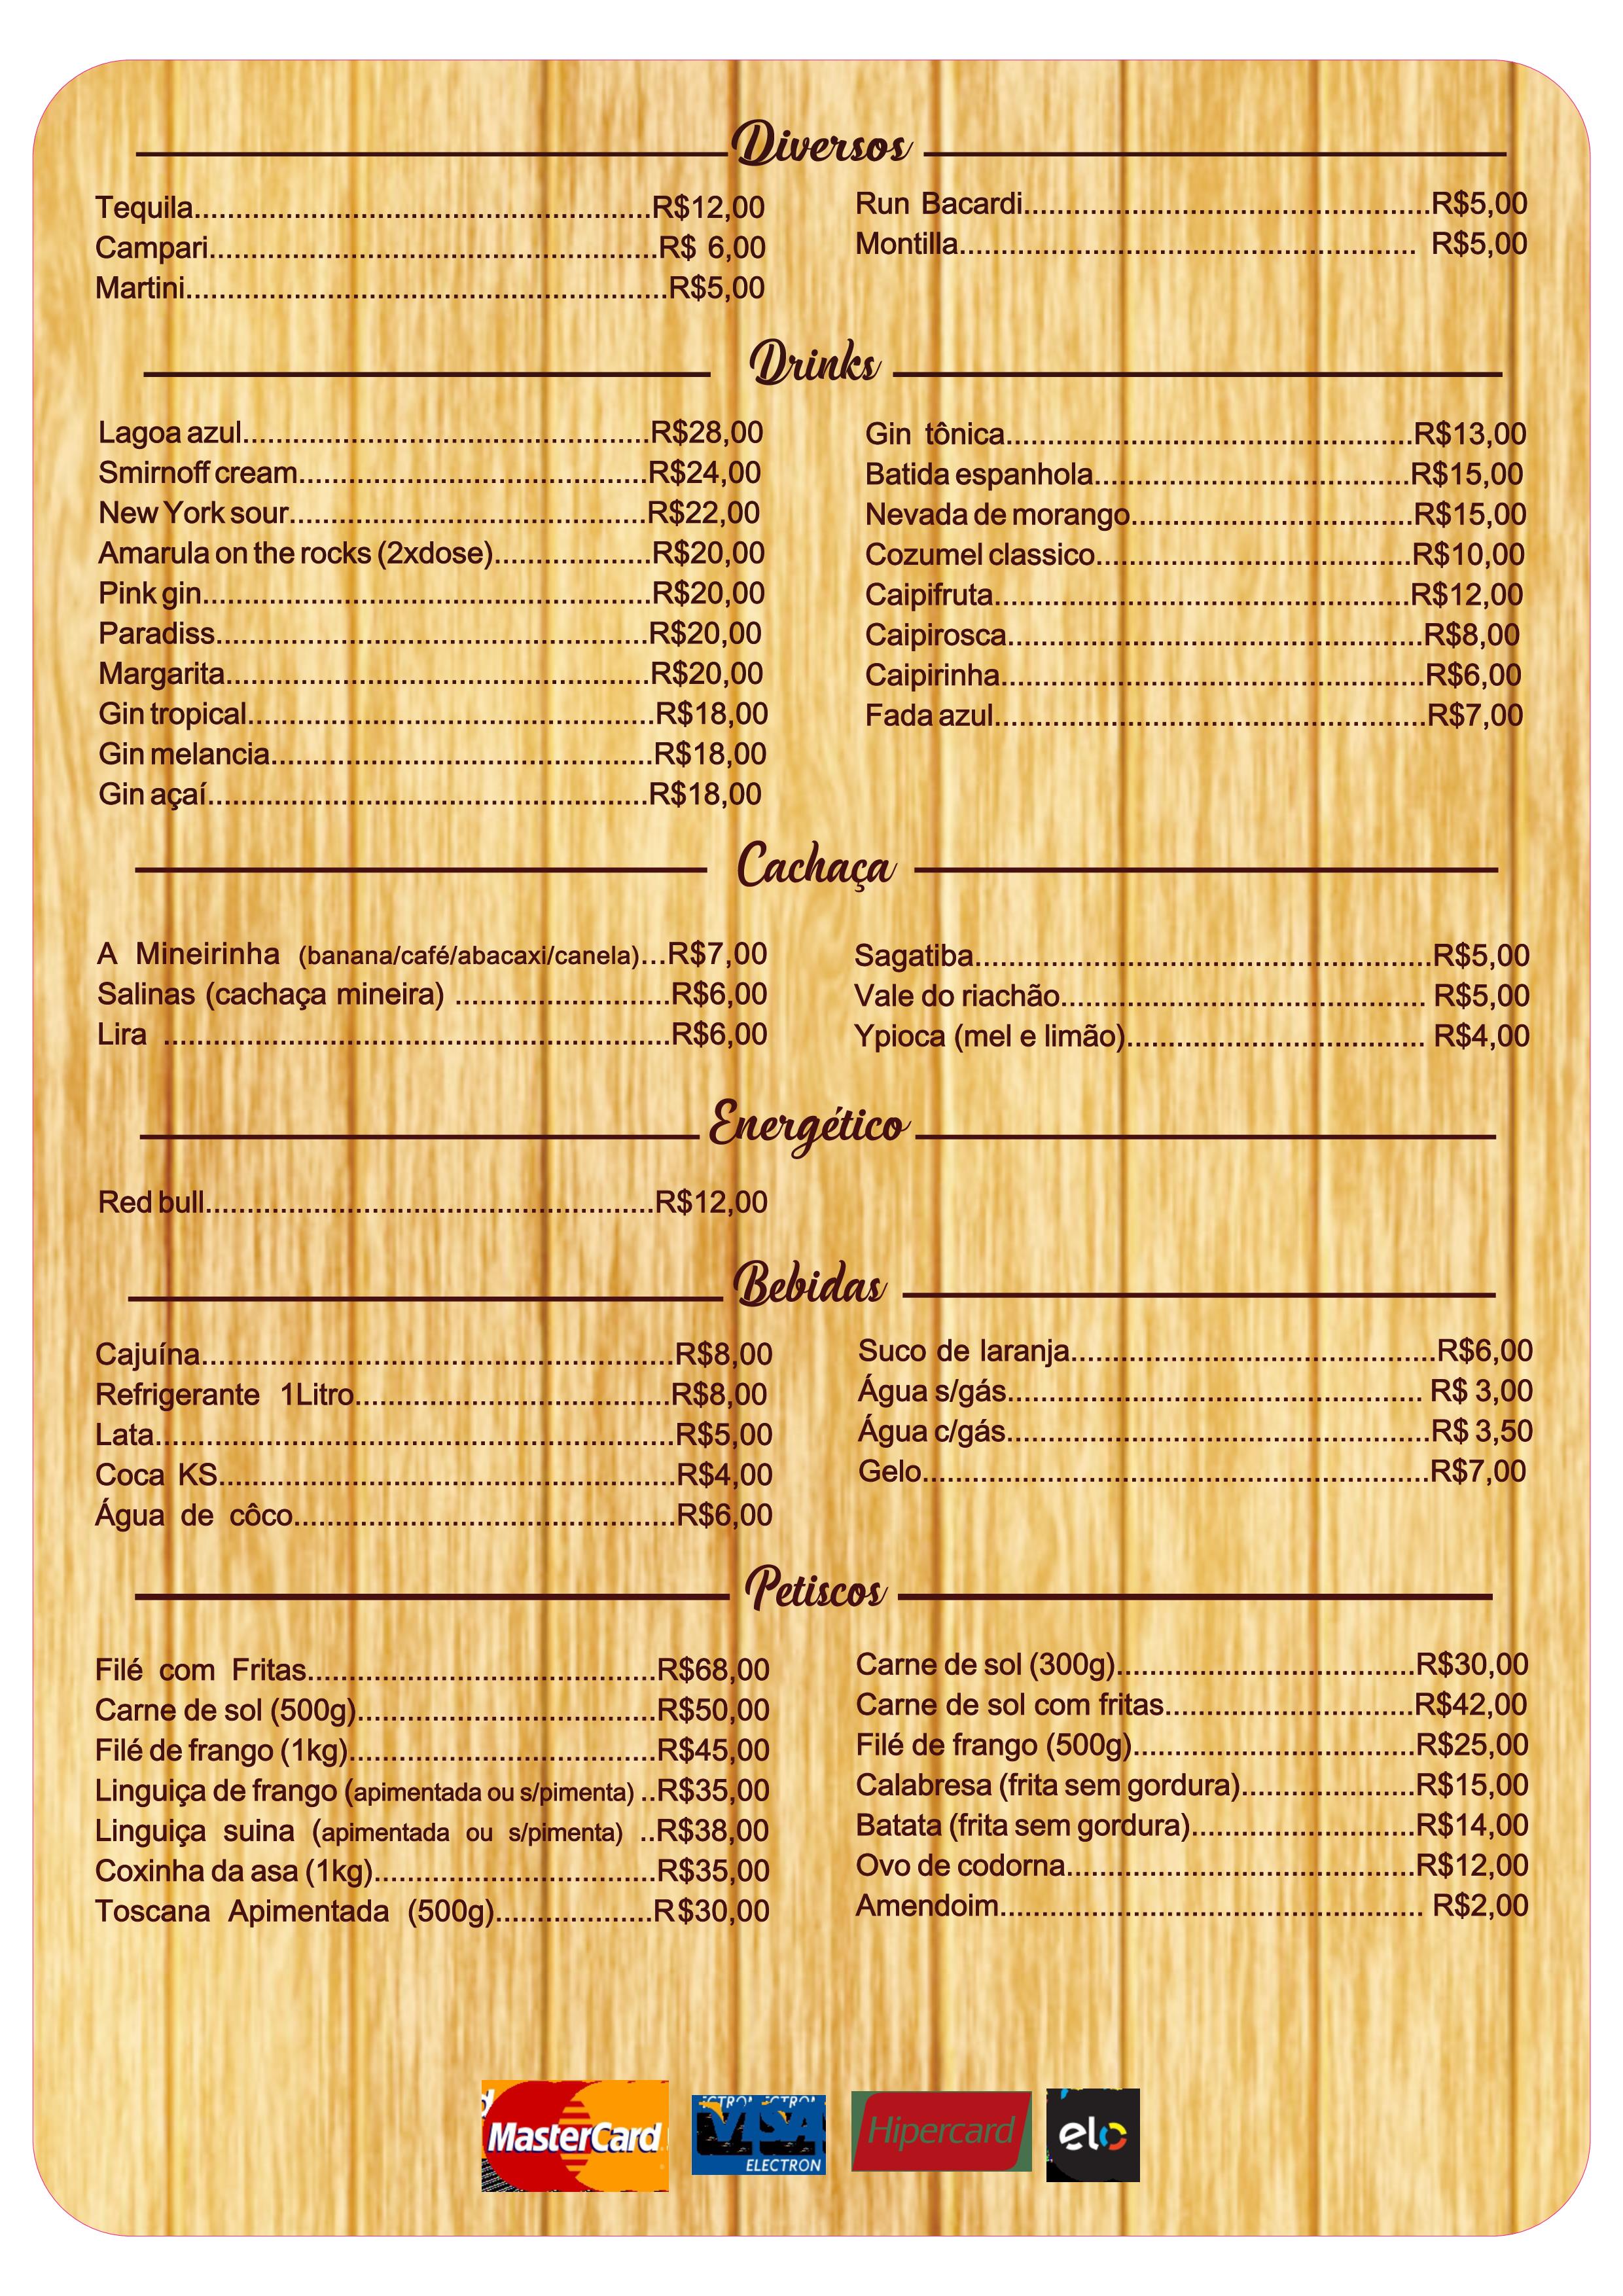 Diversos
Tequila.......................................................R$12,00
Campari......................................................R$ 6,00
Martini..........................................................R$5,00
Run Bacardi.................................................R$5,00
Montilla....................................................... R$5,00
Drinks
Lagoa azul.................................................R$28,00
Smirnoff cream..........................................R$24,00
New York sour...........................................R$22,00
Amarula on the rocks (2xdose)...................R$20,00
Pink gin......................................................R$20,00
Paradiss....................................................R$20,00
Margarita...................................................R$20,00
Gin tropical.................................................R$18,00
Gin melancia..............................................R$18,00
Gin açaí.....................................................R$18,00
Gin tônica.................................................R$13,00
Batida espanhola......................................R$15,00
Nevada de morango..................................R$15,00
Cozumel classico......................................R$10,00
Caipifruta..................................................R$12,00
Caipirosca..................................................R$8,00
Caipirinha...................................................R$6,00
Fada azul....................................................R$7,00
Cachaça
A Mineirinha (banana/café/abacaxi/canela)...R$7,00
Salinas (cachaça mineira) ..........................R$6,00
Lira .............................................................R$6,00
Sagatiba.......................................................R$5,00
Vale do riachão............................................ R$5,00
Ypioca (mel e limão).................................... R$4,00
Energético
Red bull......................................................R$12,00
Bebidas
Cajuína.........................................................R$8,00
Refrigerante 1Litro......................................R$8,00
Lata..............................................................R$5,00
Coca KS.......................................................R$4,00
Água de côco..............................................R$6,00
Suco de laranja............................................R$6,00
Água s/gás.................................................. R$ 3,00
Água c/gás...................................................R$ 3,50
Gelo.............................................................R$7,00
Petiscos
Filé com Fritas..........................................R$68,00
Carne de sol (500g)....................................R$50,00
Filé de frango (1kg).....................................R$45,00
Linguiça de frango (apimentada ou s/pimenta) ..R$35,00
Linguiça suina (apimentada ou s/pimenta) ..R$38,00
Coxinha da asa (1kg)..................................R$35,00
Toscana Apimentada (500g)...................R$30,00
Carne de sol (300g)....................................R$30,00
Carne de sol com fritas..............................R$42,00
Filé de frango (500g)..................................R$25,00
Calabresa (frita sem gordura).....................R$15,00
Batata (frita sem gordura)...........................R$14,00
Ovo de codorna..........................................R$12,00
Amendoim................................................... R$2,00
MasterCard
VISA
ELECTRON
Hipercard
elo